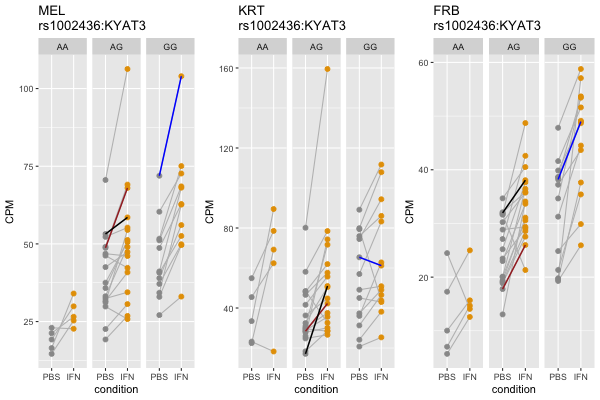 MEL
rs1002436:KYAT3
AA AG GG
CPM
100
75
50
25
PBS IFN PBS IFN PBS IFN
condition
KRT
rs1002436:KYAT3
AA AG GG
CPM
160
120
80
40
PBS IFN PBS IFN PBS IFN
condition
FRB
rs1002436:KYAT3
AA AG GG
CPM
60
40
20
PBS IFN PBS IFN PBS IFN
condition